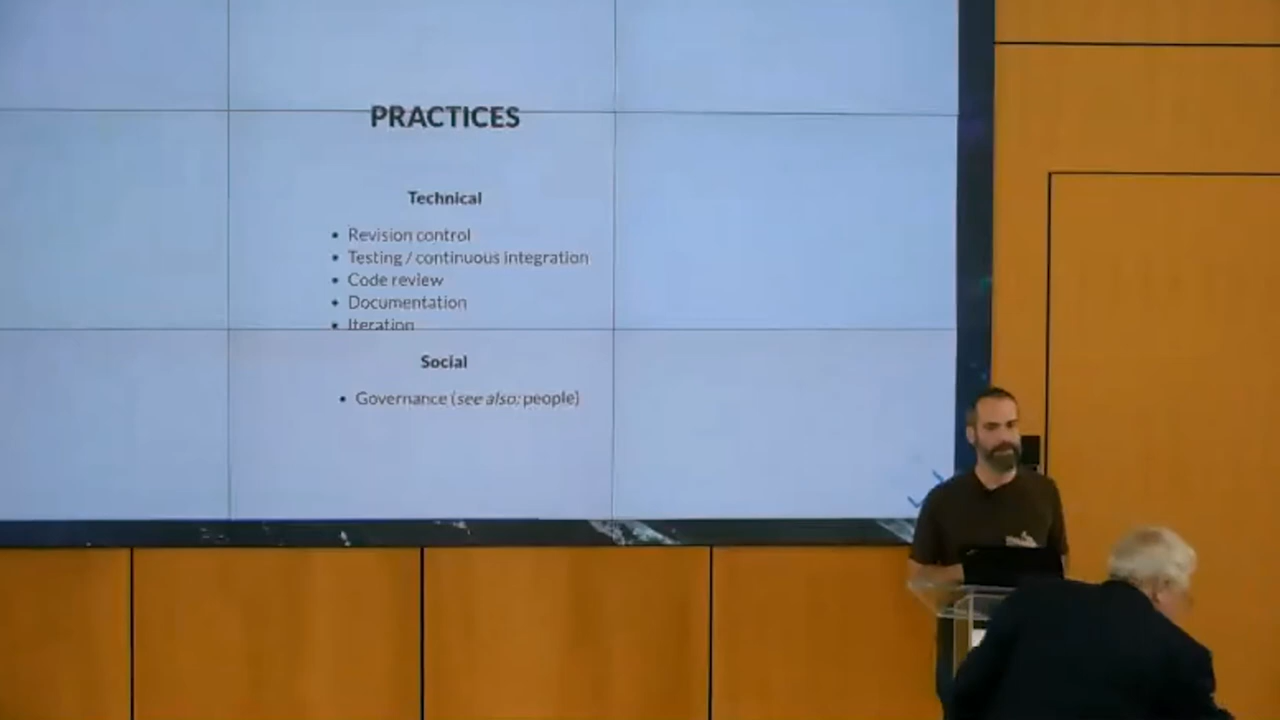 PRACTICES
Technical
• Revision control
• Testing / continuous integration
• Code review
• Documentation
• Iteration
Social
• Governance (see also: people)